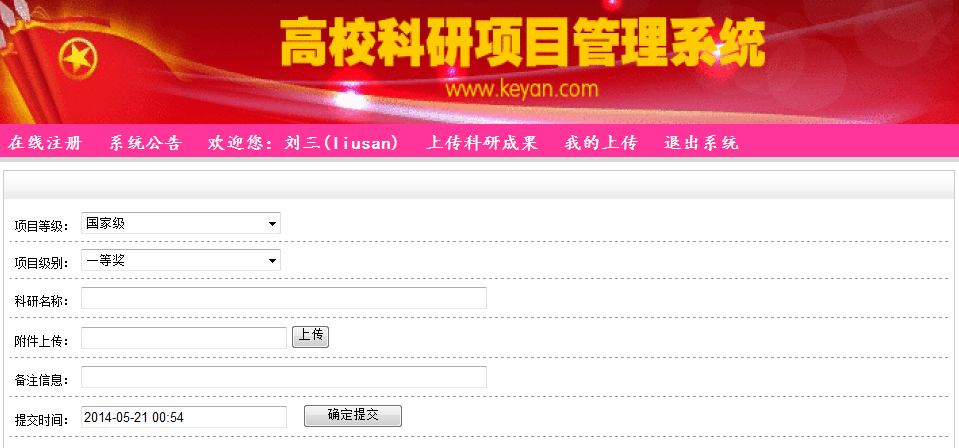 高校科研项目管理系统
www.keyan.com
在线注册 系统公告 欢迎您：刘三(liusan) 上传科研成果 我的上传 退出系统
项目等级： 国家级
项目级别： 一等奖
科研名称：
附件上传： 上传
备注信息：
提交时间： 2014-05-21 00:54 确定提交